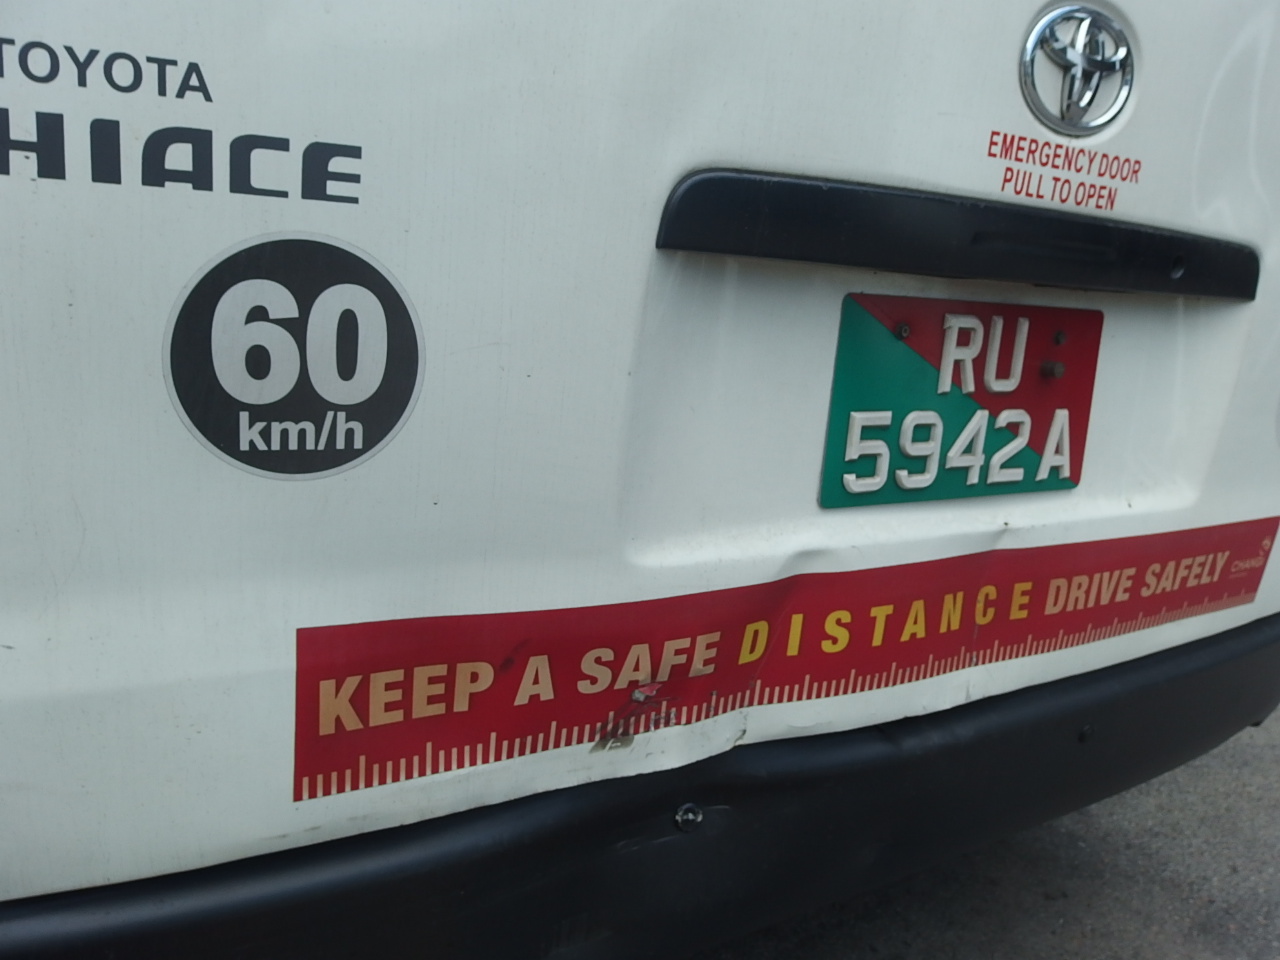 TOYOTA
HIACE
60
km/h
EMERGENCY DOOR
PULL TO OPEN
RU
5942A
KEEP A SAFE DISTANCE DRIVE SAFELY